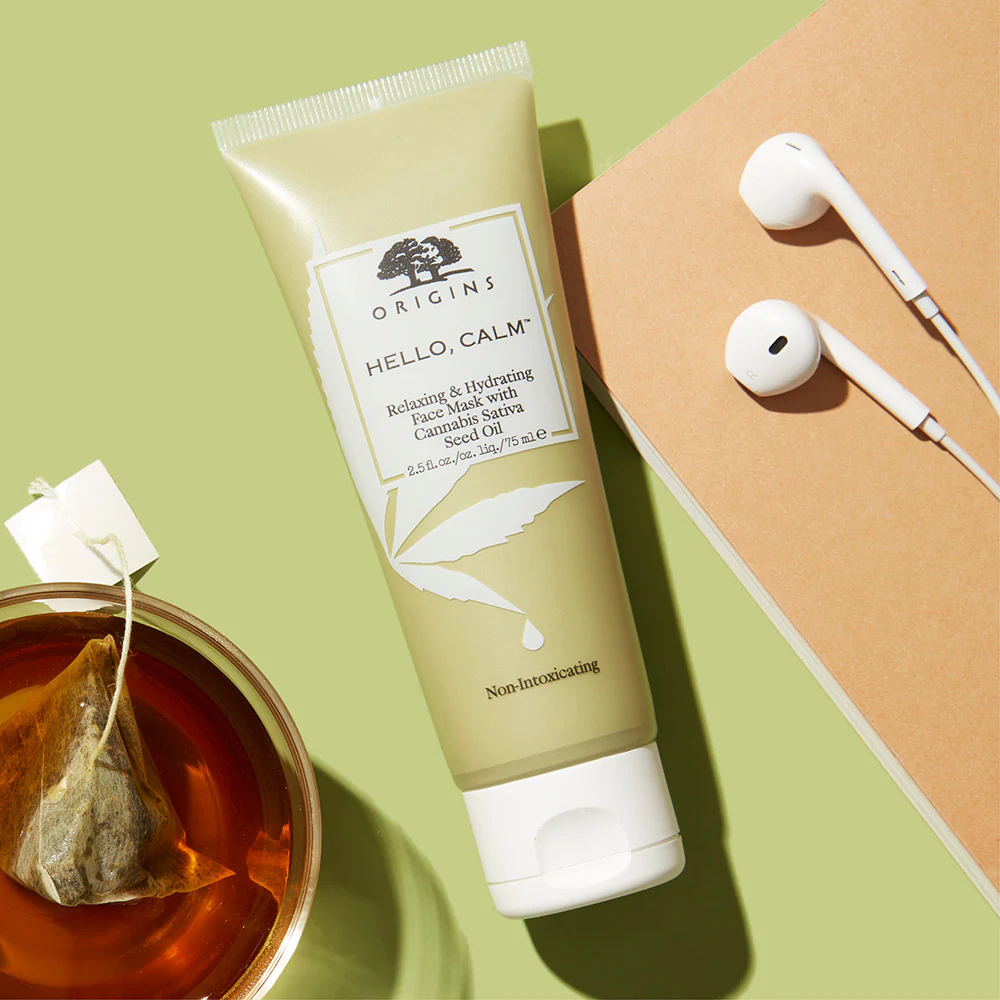 ORIGINS
HELLO, CALM™
Relaxing & Hydrating
Face Mask with
Cannabis Sativa
Seed Oil
2.5 fl. oz./oz. liq./75 ml ℮
Non-Intoxicating
R